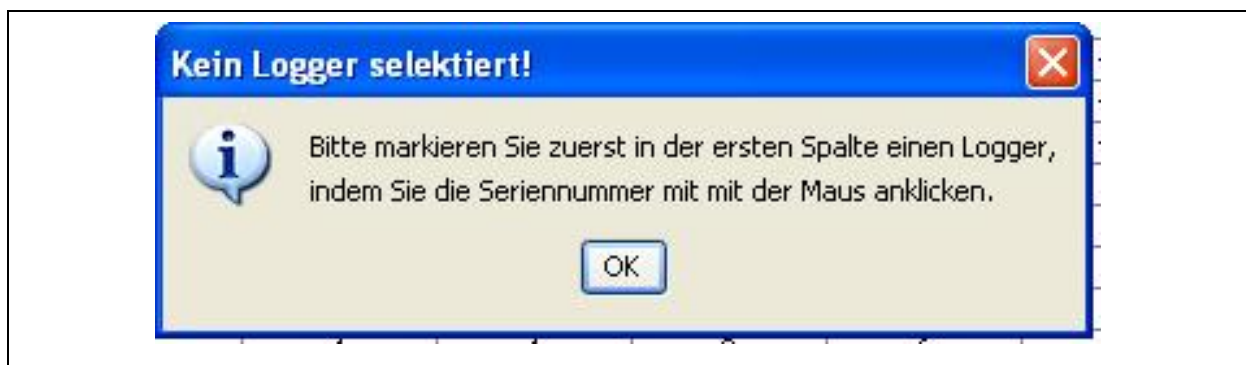 Kein Logger selektiert!
Bitte markieren Sie zuerst in der ersten Spalte einen Logger,
indem Sie die Seriennummer mit mit der Maus anklicken.
OK